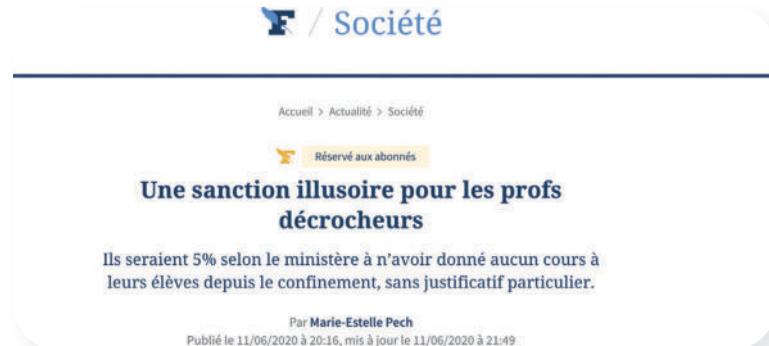 F / Société
Accueil > Actualité > Société
Réservé aux abonnés
Une sanction illusoire pour les profs
décrocheurs
Ils seraient 5% selon le ministère à n’avoir donné aucun cours à
leurs élèves depuis le confinement, sans justificatif particulier.
Par Marie-Estelle Pech
Publié le 11/06/2020 à 20:16, mis à jour le 11/06/2020 à 21:49